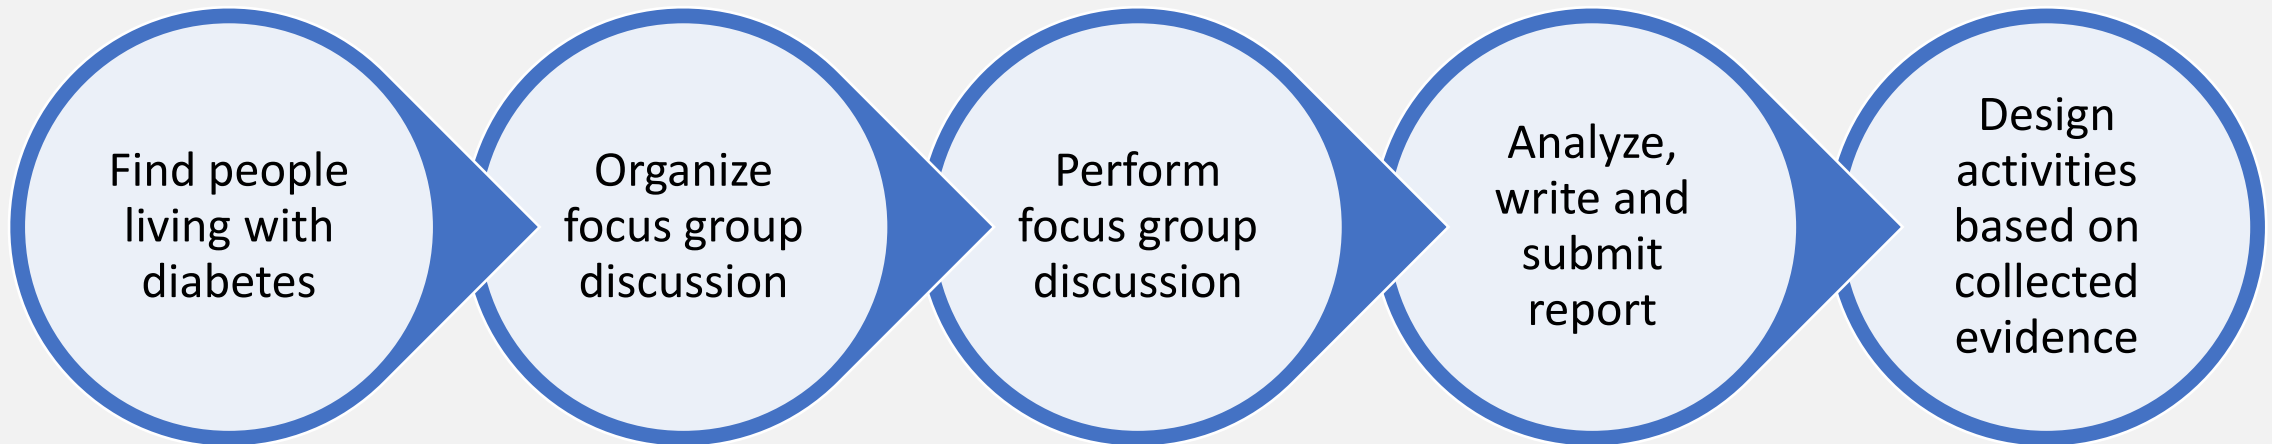 Find people
living with
diabetes
Organize
focus group
discussion
Perform
focus group
discussion
Analyze,
write and
submit
report
Design
activities
based on
collected
evidence